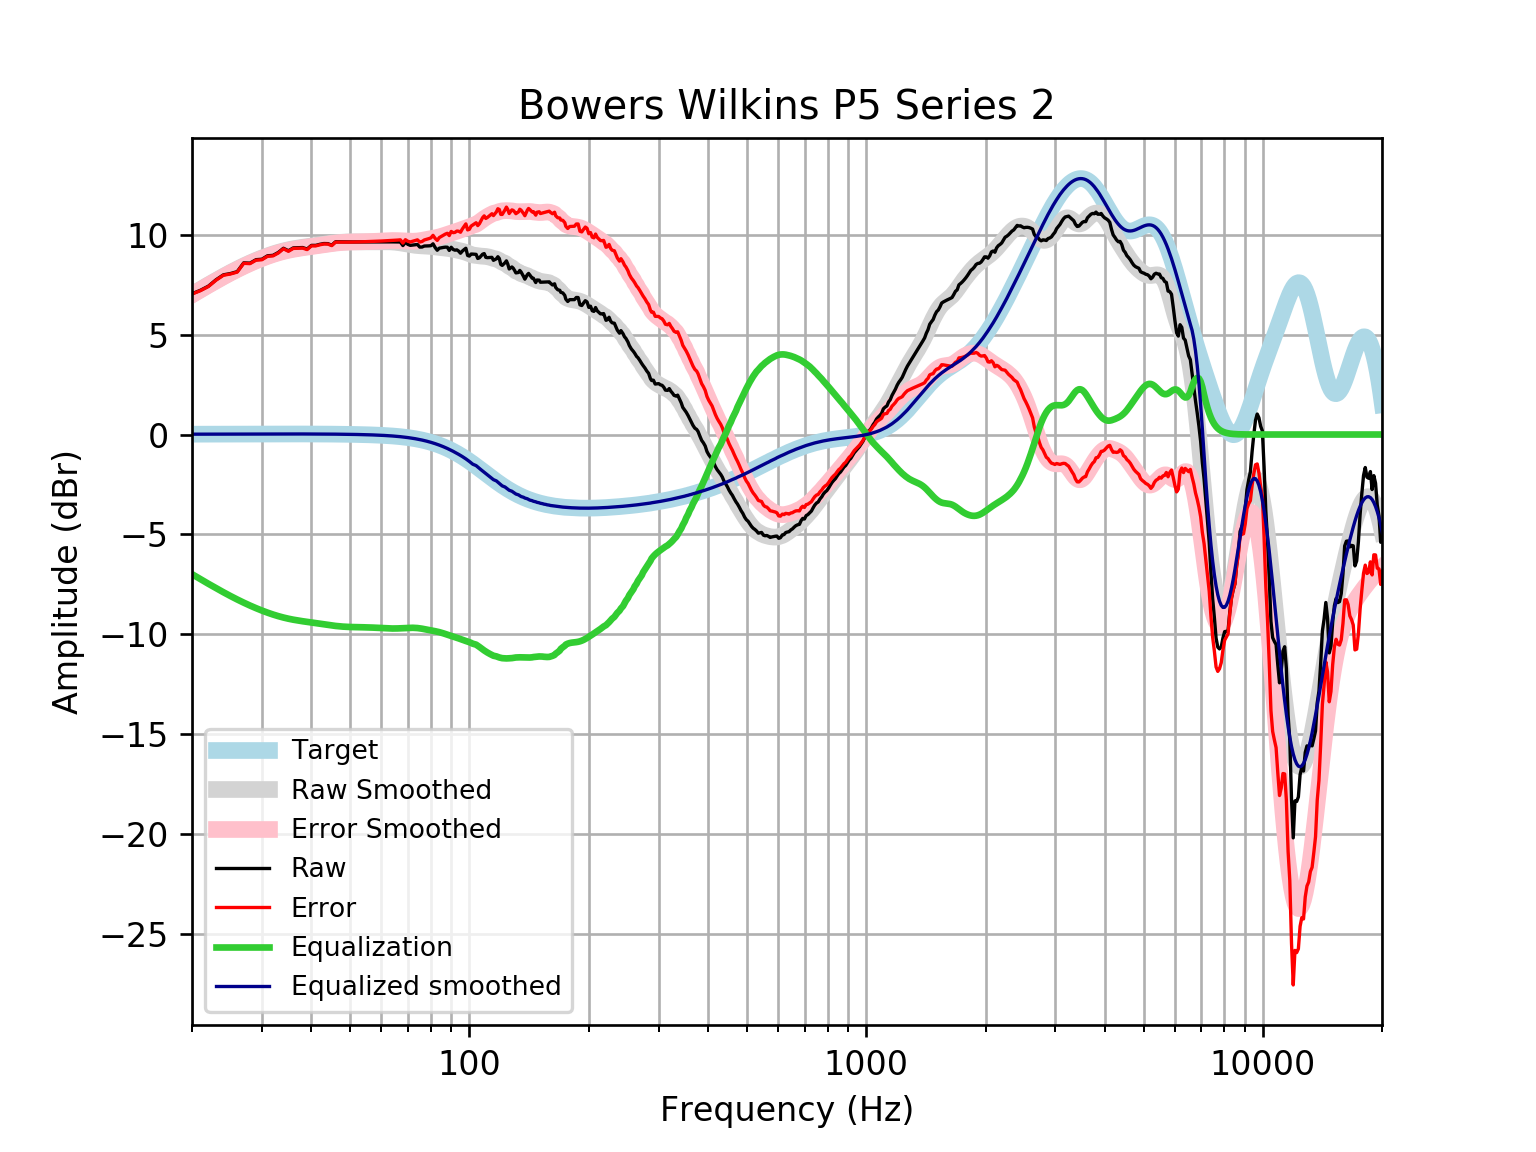 Bowers Wilkins P5 Series 2
Amplitude (dBr)
10
5
0
−5
−10
−15
−20
−25
Target
Raw Smoothed
Error Smoothed
Raw
Error
Equalization
Equalized smoothed
100
1000
10000
Frequency (Hz)